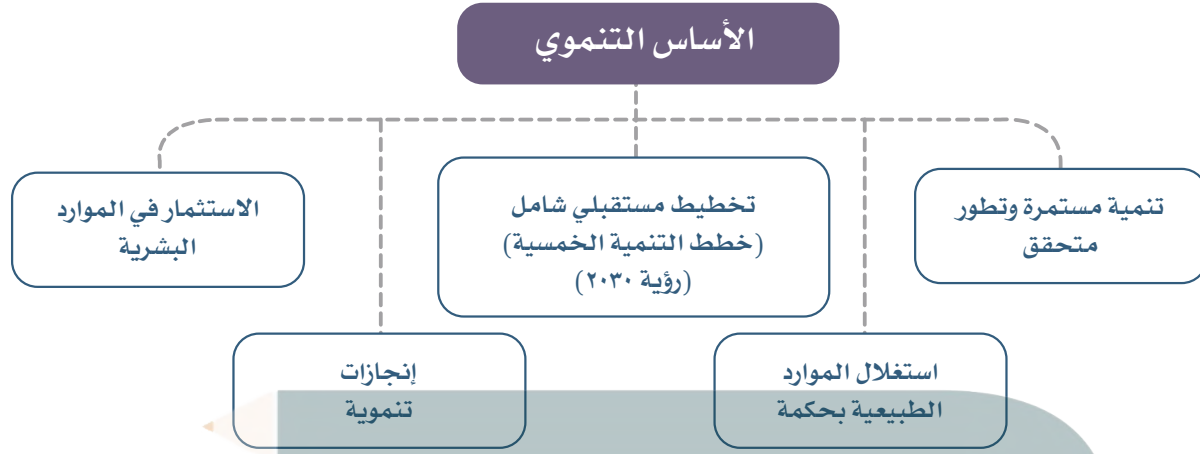 الأساس التنموي
تنمية مستمرة وتطور
متحقق
استغلال الموارد
الطبيعية بحكمة
تخطيط مستقبلي شامل
(خطط التنمية الخمسية)
(رؤية ٢٠٣٠)
إنجازات
تنموية
الاستثمار في الموارد
البشرية